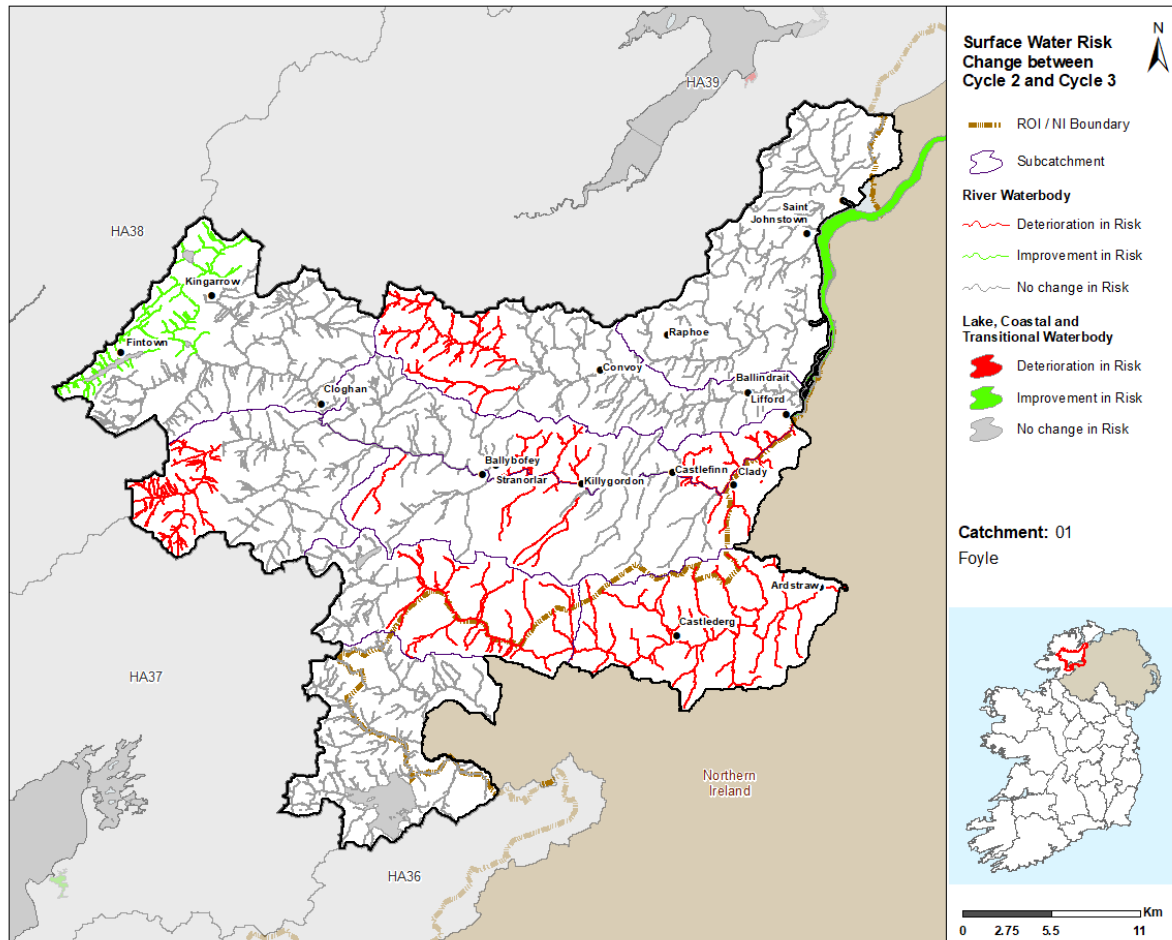 HA39
HA38
Saint
Johnstown
Kingarrow
Fintown
Raphoe
Convoy
Cloghan
Ballindrait
Lifford
Ballybofey
Stranorlar
Killygordon
Castlefinn
Clady
Ardstraw
Castlederg
HA37
Northern
Ireland
HA36
Surface Water Risk
Change between
Cycle 2 and Cycle 3
N
ROI / NI Boundary
Subcatchment
River Waterbody
Deterioration in Risk
Improvement in Risk
No change in Risk
Lake, Coastal and
Transitional Waterbody
Deterioration in Risk
Improvement in Risk
No change in Risk
Catchment: 01
Foyle
Km
0 2.75 5.5 11